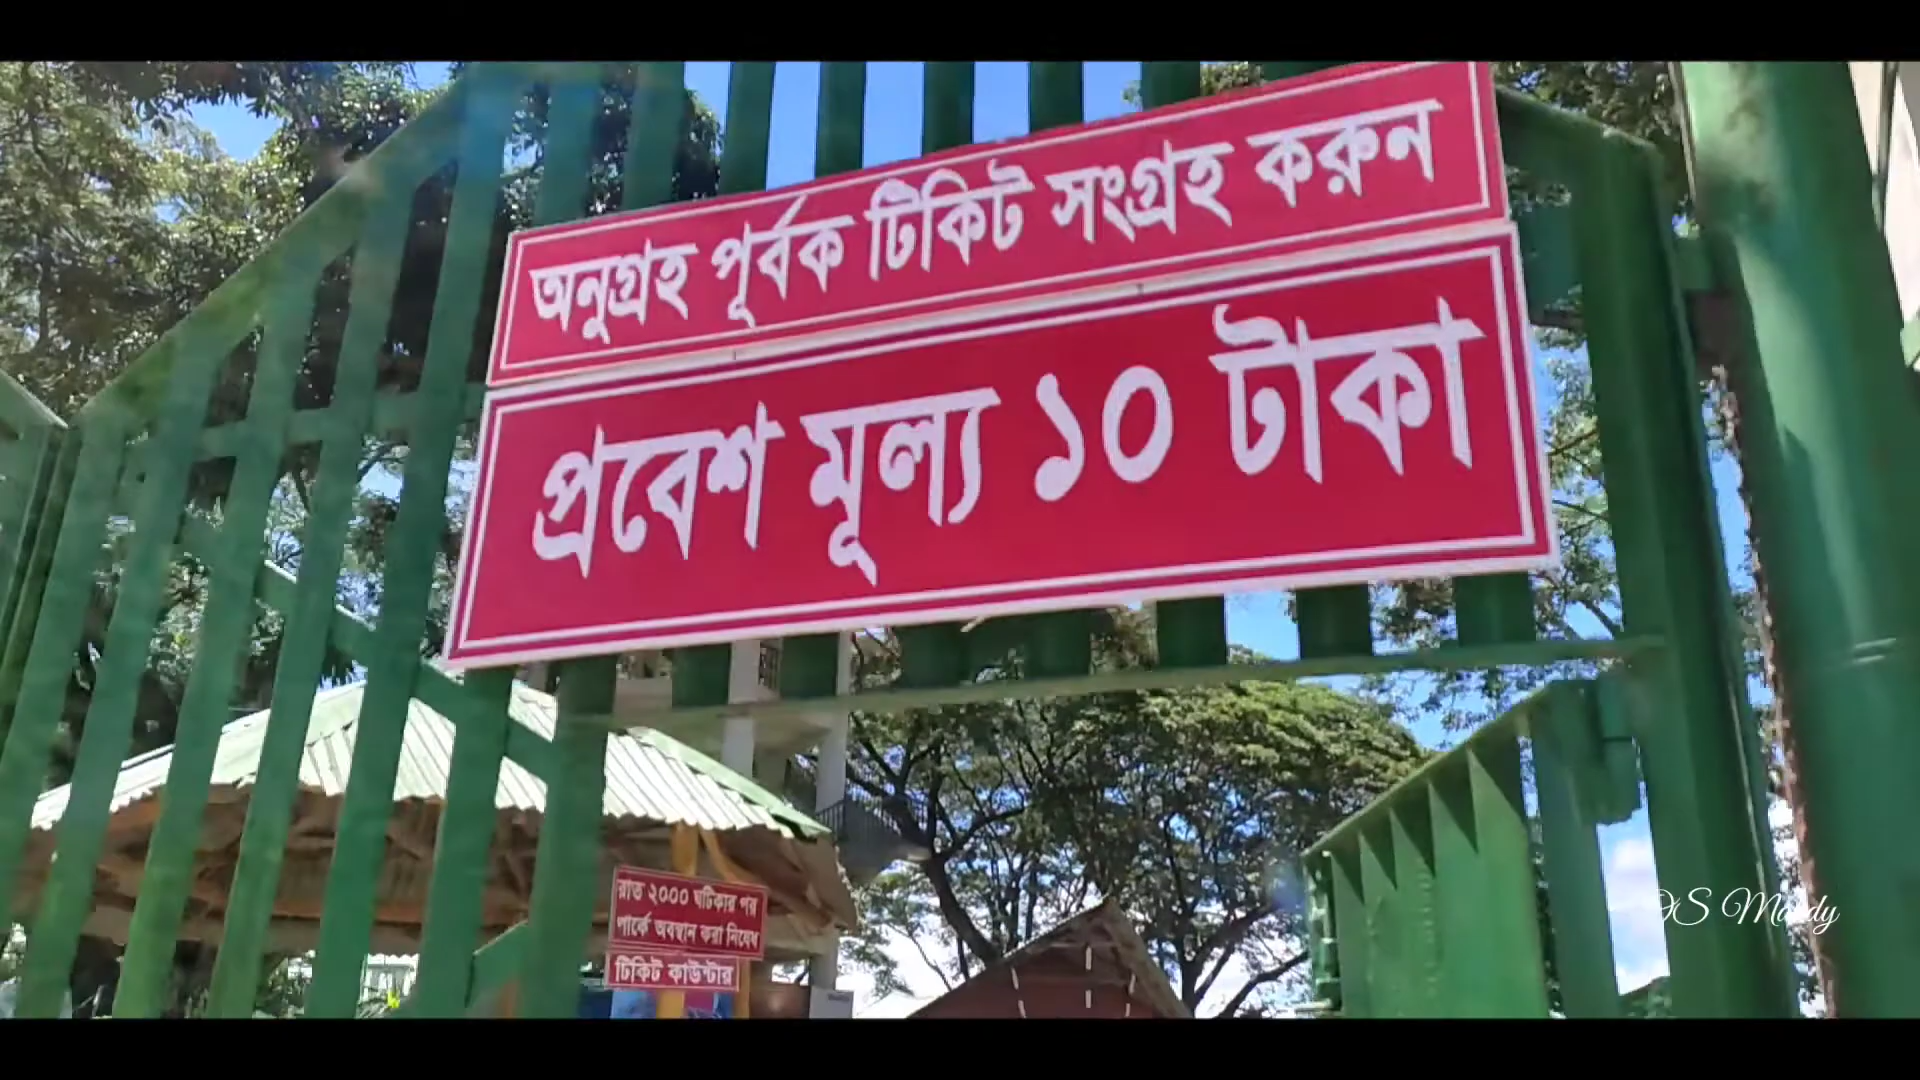 অনুগ্রহ পূর্বক টিকিট সংগ্রহ করুন
প্রবেশ মূল্য ১০ টাকা
রাত ২০০০ ঘটিকার পর
পার্কে অবস্থান করা নিষেধ
টিকিট কাউন্টার